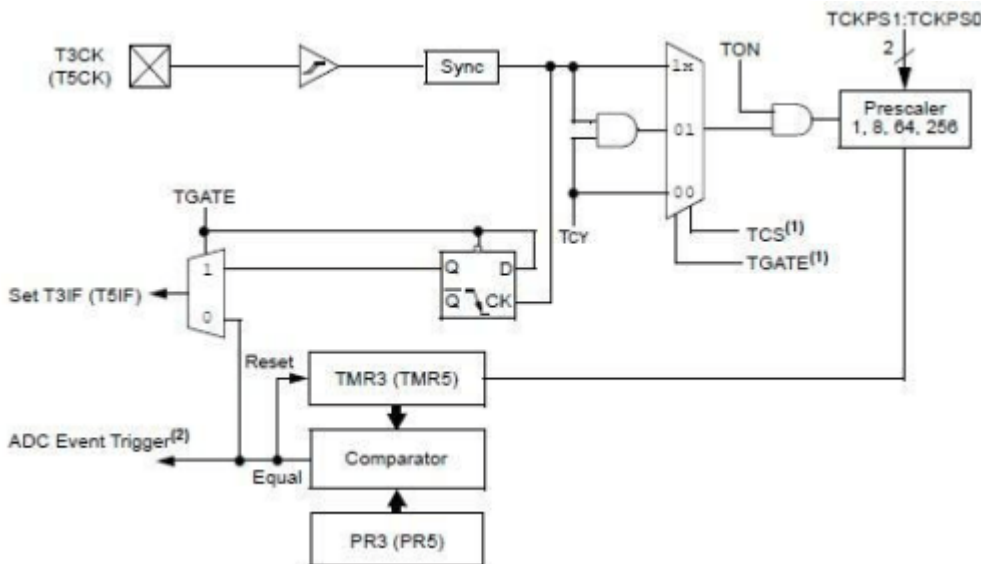 TCKPS1:TCKPS0
2
T3CK
(T5CK)
Sync
1x
TON
Prescaler
1, 8, 64, 256
01
00
TGATE
TCY
TCS(1)
TGATE(1)
1
Q
D
Set T3IF (T5IF)
Q
CK
0
Reset
TMR3 (TMR5)
ADC Event Trigger(2)
Equal
Comparator
PR3 (PR5)